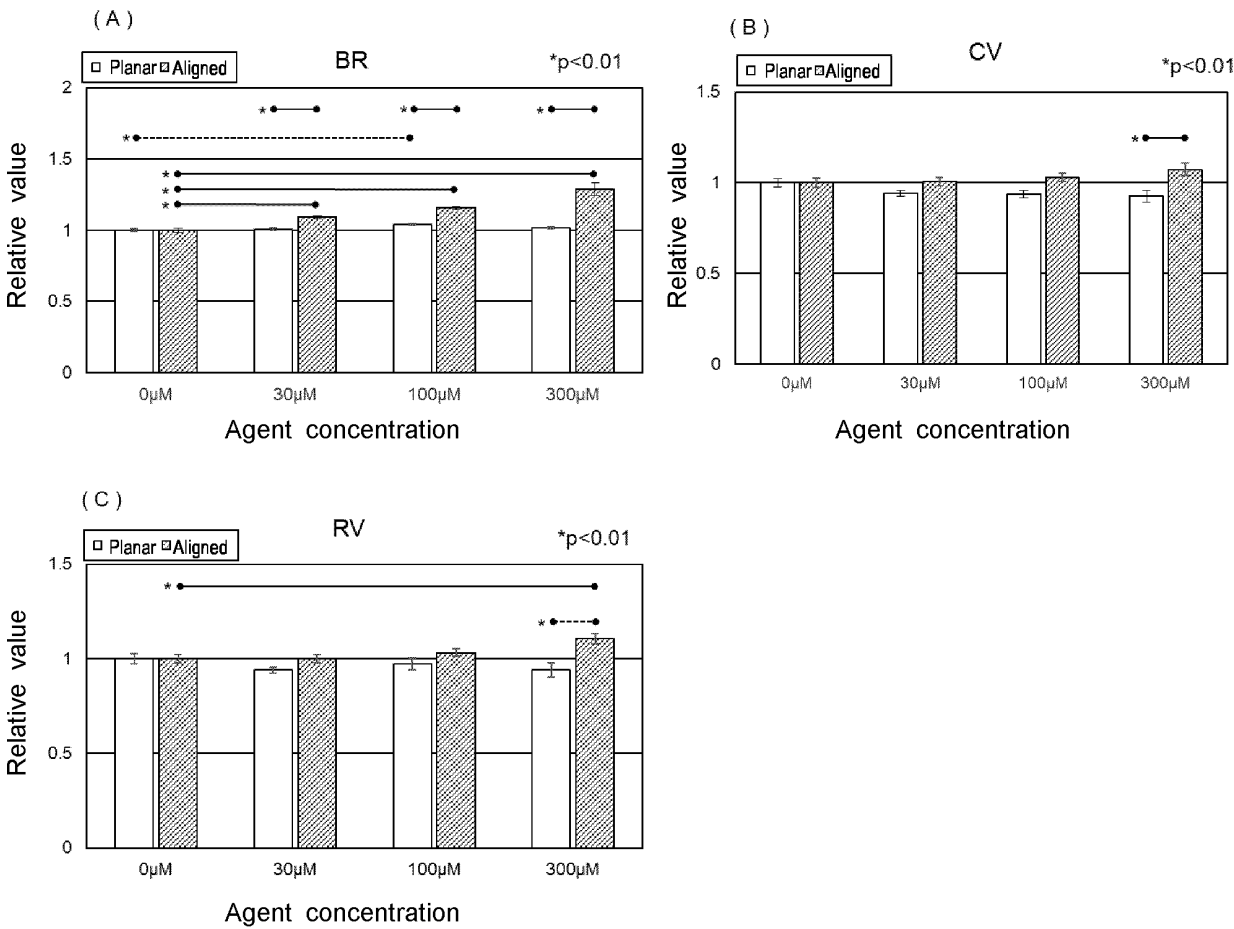 ( A )
BR
*p<0.01
Planar Aligned
2
1.5
1
0.5
0
* * *
*
*
*
*
Relative value
0µM 30µM 100µM 300µM
Agent concentration
( B )
CV
*p<0.01
Planar Aligned
1.5
1
0.5
0
*
Relative value
0µM 30µM 100µM 300µM
Agent concentration
( C )
RV
*p<0.01
Planar Aligned
1.5
1
0.5
0
*
*
Relative value
0µM 30µM 100µM 300µM
Agent concentration